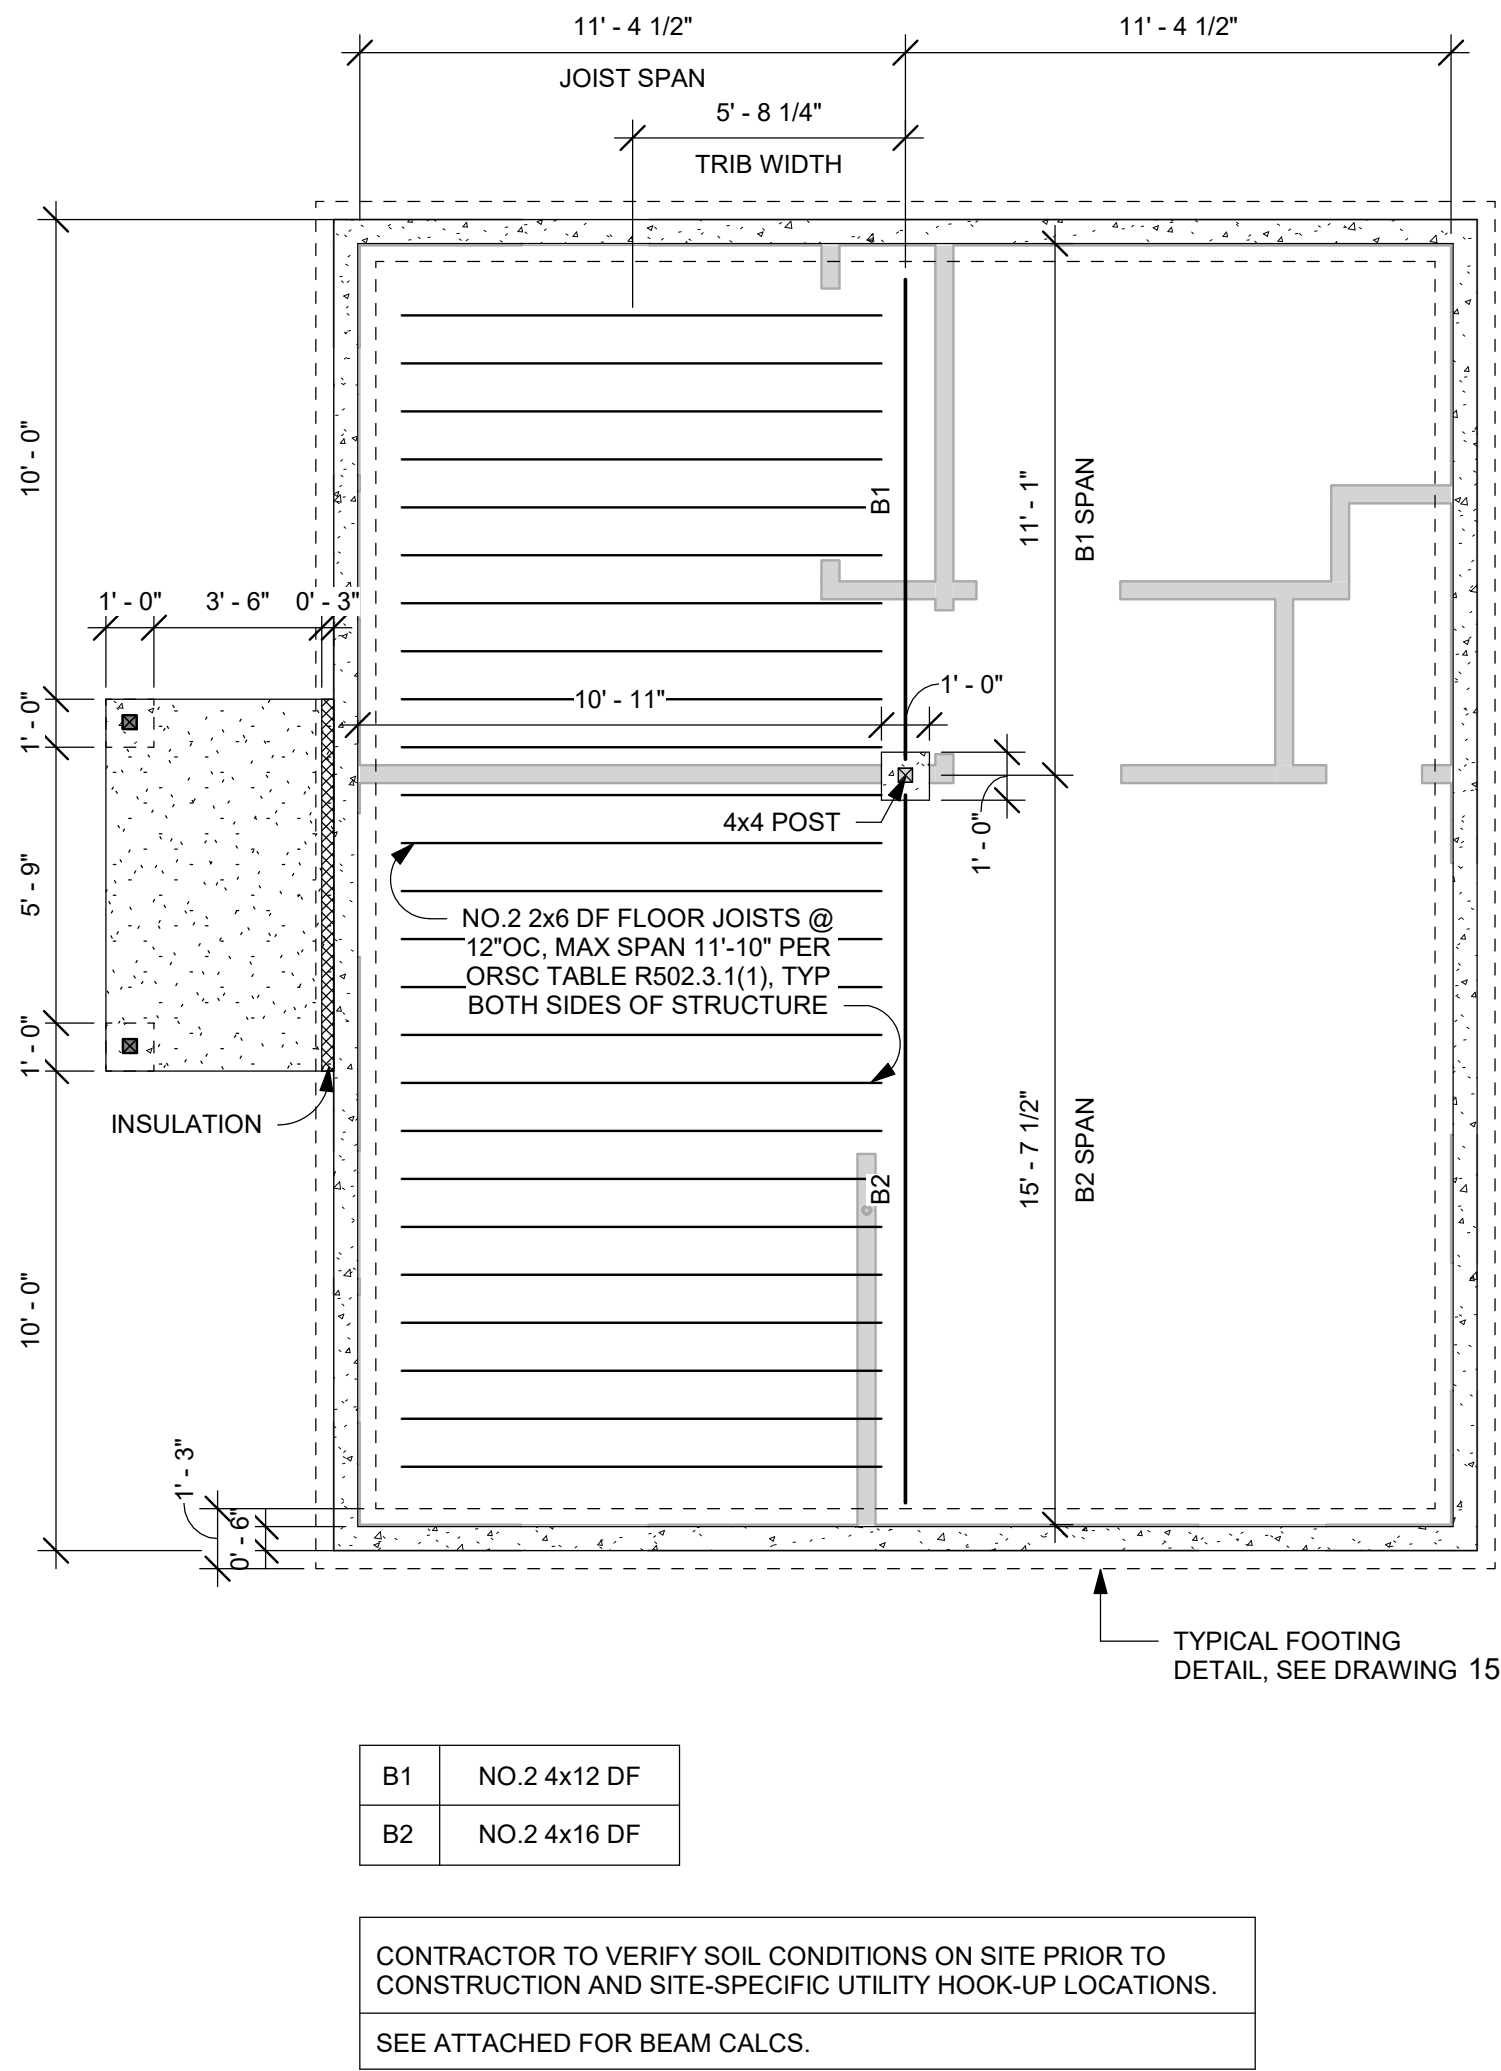 11' - 4 1/2"
11' - 4 1/2"
JOIST SPAN
5' - 8 1/4"
TRIB WIDTH
10' - 0"
B1
11' - 1"
B1 SPAN
1' - 0"
3' - 6"
0' - 3"
1' - 0"
10' - 11"
1' - 0"
4x4 POST
1' - 0"
5' - 9"
NO.2 2x6 DF FLOOR JOISTS @
12"OC, MAX SPAN 11'-10" PER
ORSC TABLE R502.3.1(1), TYP
BOTH SIDES OF STRUCTURE
1' - 0"
INSULATION
B2
15' - 7 1/2"
B2 SPAN
10' - 0"
1' - 3"
0' - 6"
TYPICAL FOOTING
DETAIL, SEE DRAWING 15
B1 NO.2 4x12 DF
B2 NO.2 4x16 DF
CONTRACTOR TO VERIFY SOIL CONDITIONS ON SITE PRIOR TO
CONSTRUCTION AND SITE-SPECIFIC UTILITY HOOK-UP LOCATIONS.
SEE ATTACHED FOR BEAM CALCS.